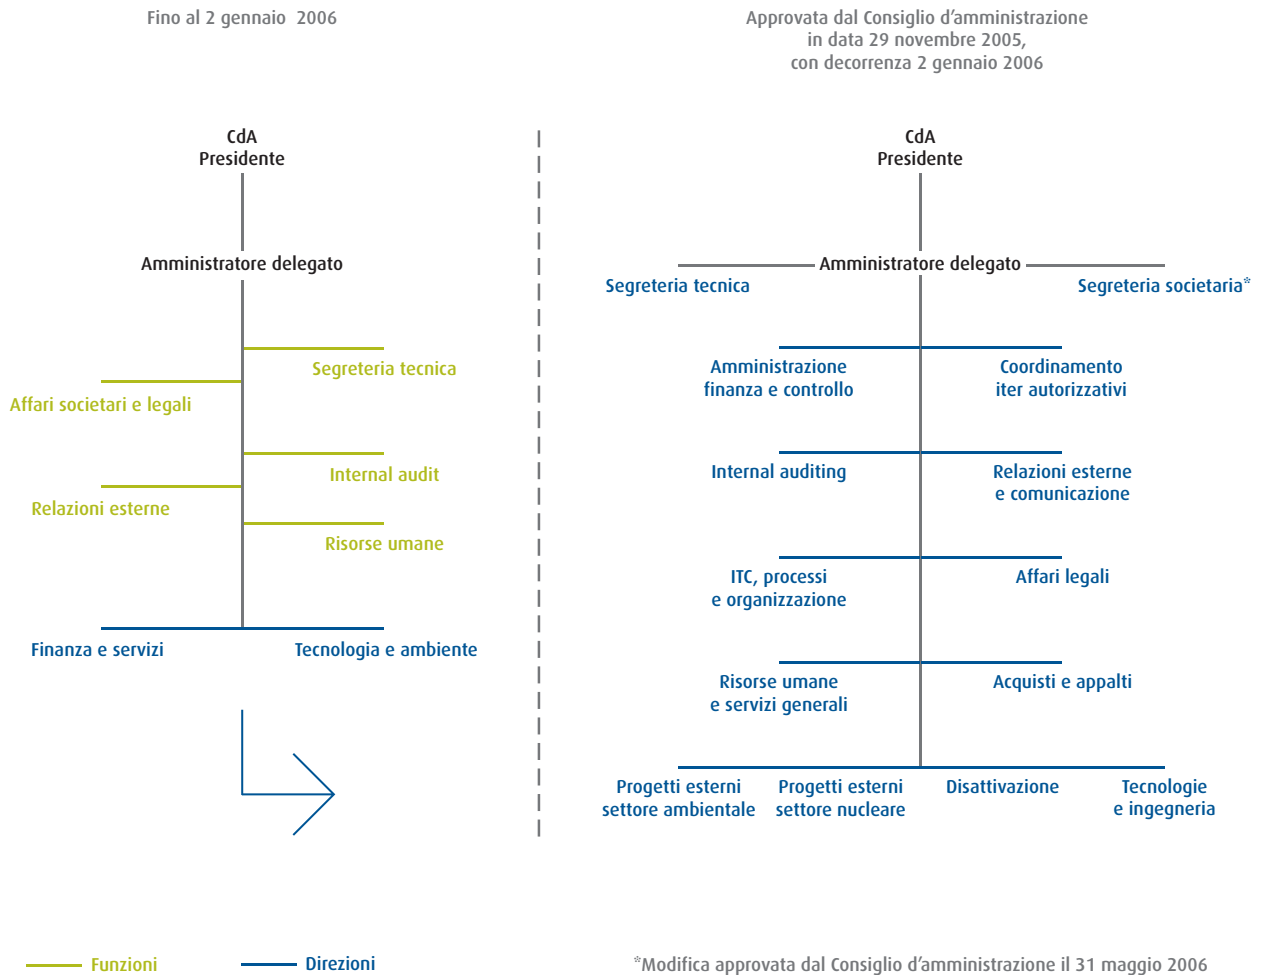 Fino al 2 gennaio  2006
CdA
Presidente
Amministratore delegato
Segreteria tecnica
Affari societari e legali
Internal audit
Relazioni esterne
Risorse umane
Finanza e servizi
Tecnologia e ambiente
Approvata dal Consiglio d’amministrazione
in data 29 novembre 2005,
con decorrenza 2 gennaio 2006
CdA
Presidente
Amministratore delegato
Segreteria tecnica
Segreteria societaria*
Amministrazione
finanza e controllo
Coordinamento
iter autorizzativi
Internal auditing
Relazioni esterne
e comunicazione
ITC, processi
e organizzazione
Affari legali
Risorse umane
e servizi generali
Acquisti e appalti
Progetti esterni
settore ambientale
Progetti esterni
settore nucleare
Disattivazione
Tecnologie
e ingegneria
Funzioni
Direzioni
*Modifica approvata dal Consiglio d’amministrazione il 31 maggio 2006